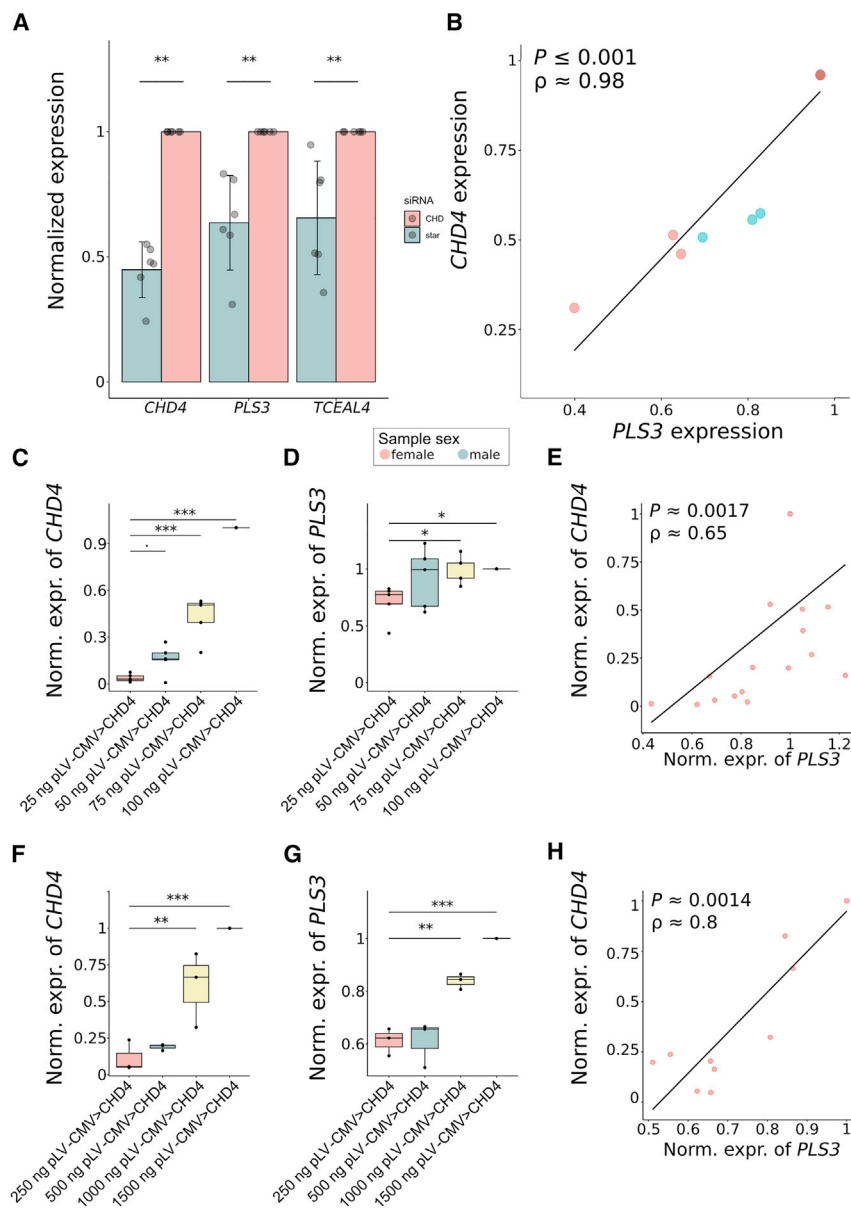 A
Normalized expression
1
0.5
0
**
**
**
CHD4
PLS3
TCEAL4
siRNA
CHD
star
B
P ≤ 0.001
ρ ≈ 0.98
CHD4 expression
1
0.75
0.5
0.25
0.4
0.6
0.8
1
PLS3 expression
Sample sex
female
male
C
Norm. expr. of CHD4
0.9
0.6
0.3
0
***
***
.
25 ng pLV-CMV>CHD4
50 ng pLV-CMV>CHD4
75 ng pLV-CMV>CHD4
100 ng pLV-CMV>CHD4
D
Norm. expr. of PLS3
1
0.75
0.5
*
*
25 ng pLV-CMV>CHD4
50 ng pLV-CMV>CHD4
75 ng pLV-CMV>CHD4
100 ng pLV-CMV>CHD4
E
Norm. expr. of CHD4
P ≈ 0.0017
ρ ≈ 0.65
1
0.75
0.5
0.25
0
0.4
0.6
0.8
1
1.2
Norm. expr. of PLS3
F
Norm. expr. of CHD4
1
0.75
0.5
0.25
0
***
**
250 ng pLV-CMV>CHD4
500 ng pLV-CMV>CHD4
1000 ng pLV-CMV>CHD4
1500 ng pLV-CMV>CHD4
G
Norm. expr. of PLS3
1
0.8
0.6
***
**
250 ng pLV-CMV>CHD4
500 ng pLV-CMV>CHD4
1000 ng pLV-CMV>CHD4
1500 ng pLV-CMV>CHD4
H
Norm. expr. of CHD4
P ≈ 0.0014
ρ ≈ 0.8
1
0.75
0.5
0.25
0
0.5
0.6
0.7
0.8
0.9
1
Norm. expr. of PLS3